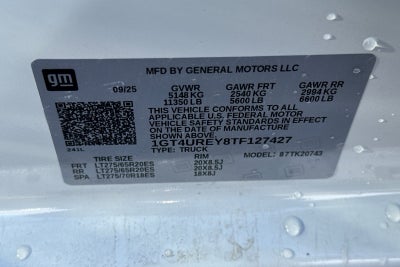 gm
MFD BY GENERAL MOTORS LLC
09/25
GVWR GAWR FRT GAWR RR
5148 KG 2540 KG 2994 KG
11350 LB 5600 LB 6600 LB
THIS VEHICLE CONFORMS TO ALL
APPLICABLE U.S. FEDERAL MOTOR
VEHICLE SAFETY STANDARDS IN EFFECT
ON THE DATE OF MANUFACTURE SHOWN ABOVE.
1GT4UREY8TF127427
TYPE: TRUCK MODEL: 87TK20743
241L
TIRE SIZE RIM
FRT LT275/65R20ES 20X8.5J
RR LT275/65R20ES 20X8.5J
SPA LT275/70R18ES 18X8J